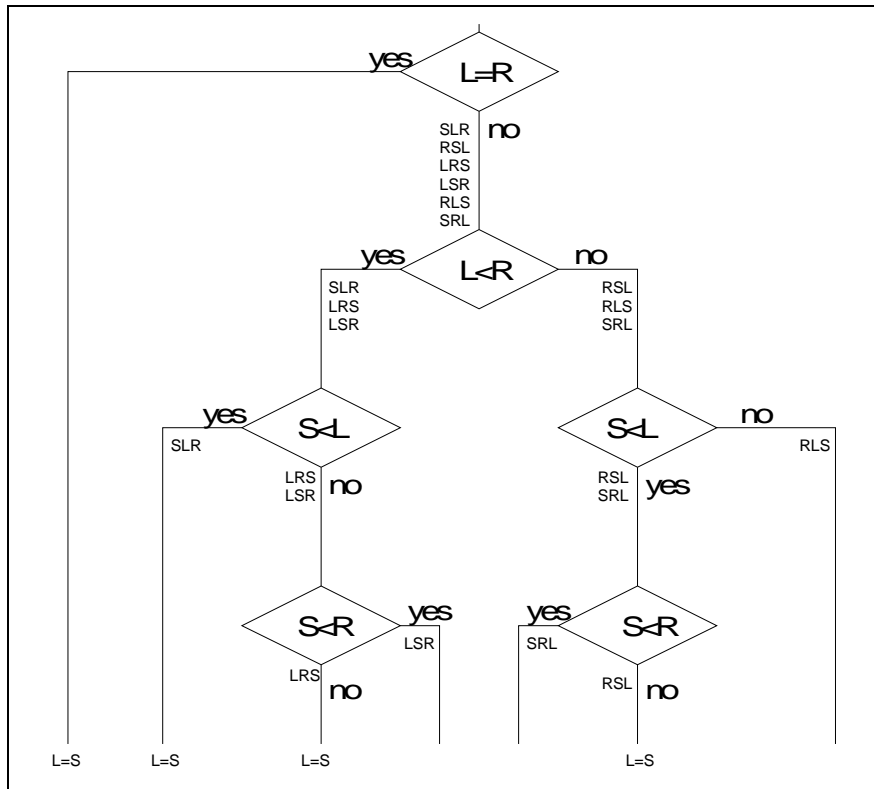 yes
L=R
no
SLR
RSL
LRS
LSR
RLS
SRL
yes
L<R
no
SLR
LRS
LSR
RSL
RLS
SRL
yes
S<L
SLR
LRS
LSR
no
S<L
no
RLS
RSL
SRL
yes
S<R
yes
LSR
LRS
no
yes
S<R
SRL
RSL
no
L=S L=S L=S L=S